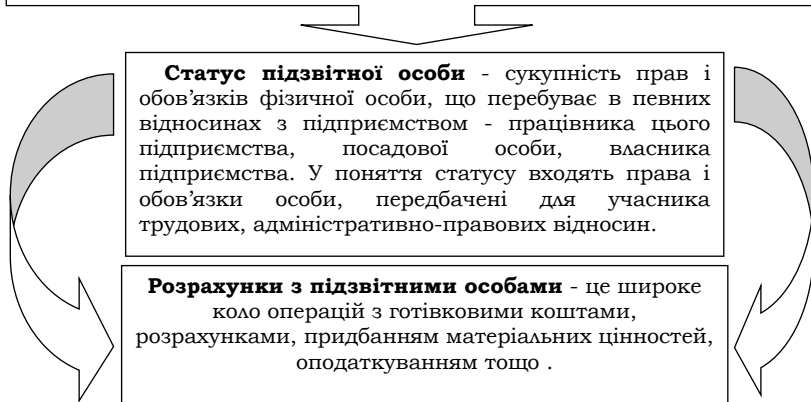 Статус підзвітної особи - сукупність прав і
обов’язків фізичної особи, що перебуває в певних
відносинах з підприємством - працівника цього
підприємства, посадової особи, власника
підприємства. У поняття статусу входять права і
обов’язки особи, передбачені для учасника
трудових, адміністративно-правових відносин.
Розрахунки з підзвітними особами - це широке
коло операцій з готівковими коштами,
розрахунками, придбанням матеріальних цінностей,
оподаткуванням тощо .